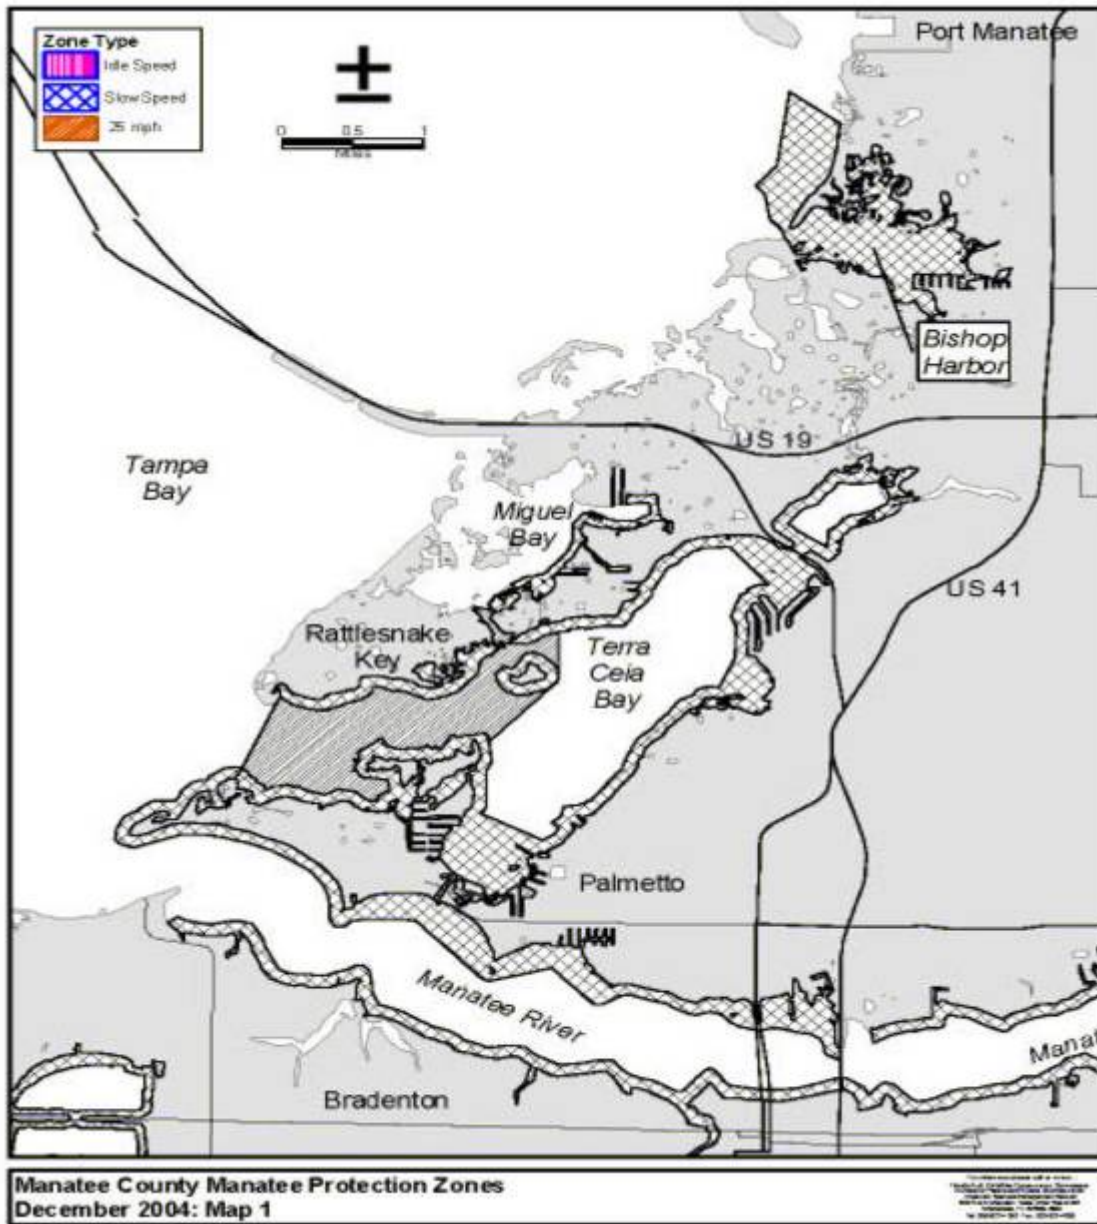 Port Manatee
Zone Type
Idle Speed
Slow Speed
25 mph
0 0.5 1
Miles
Bishop
Harbor
US 19
Tampa
Bay
Miguel
Bay
US 41
Rattlesnake
Key
Terra
Ceia
Bay
Palmetto
Manatee River
Manat
Bradenton
Manatee County Manatee Protection Zones
December 2004: Map 1